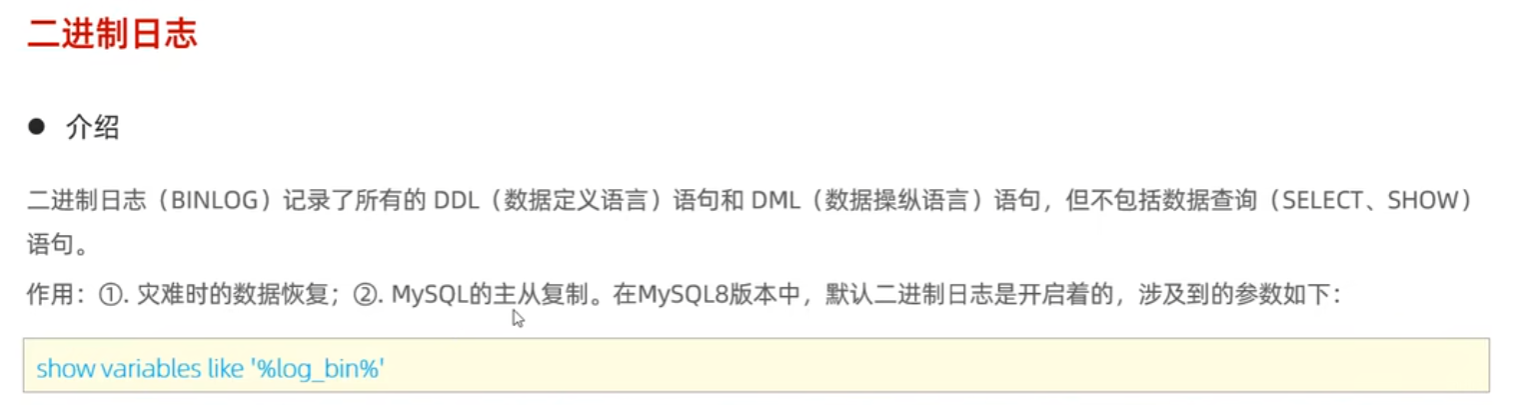 二进制日志
● 介绍
二进制日志（BINLOG）记录了所有的 DDL（数据定义语言）语句和 DML（数据操纵语言）语句，但不包括数据查询（SELECT、SHOW）
语句。
作用：①. 灾难时的数据恢复；②. MySQL的主从复制。在MySQL8版本中，默认二进制日志是开启着的，涉及到的参数如下：
show variables like '%log_bin%'